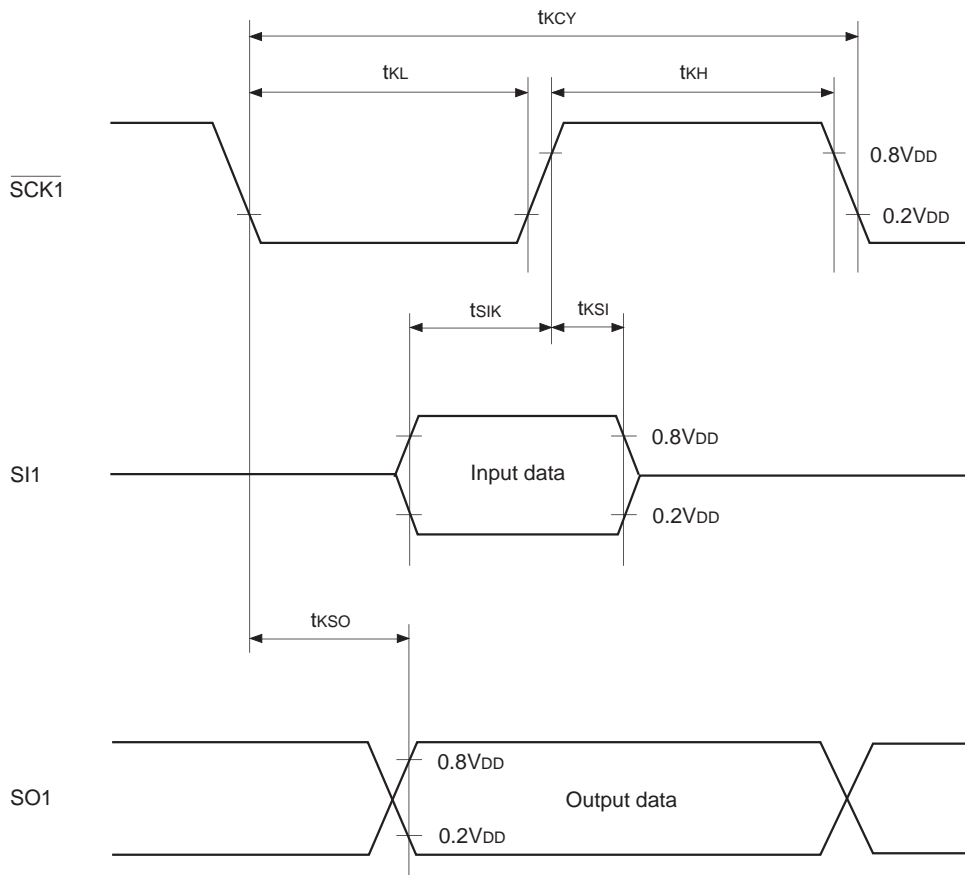 tKCY
tKL
tKH
0.8VDD
SCK1
0.2VDD
tSIK
tKSI
0.8VDD
SI1
Input data
0.2VDD
tKSO
0.8VDD
SO1
Output data
0.2VDD